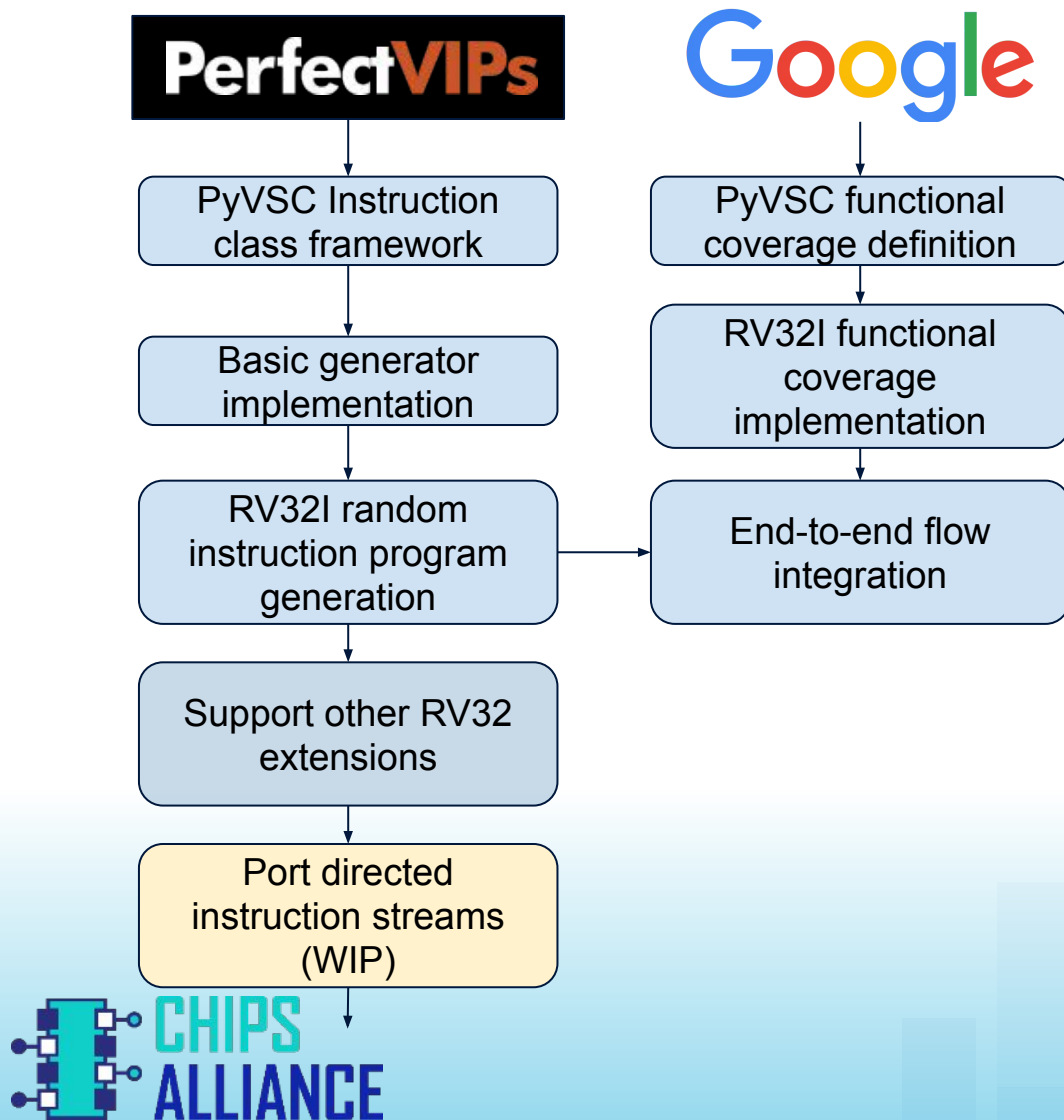 PerfectVIPs
Google
PyVSC Instruction
class framework
PyVSC functional
coverage definition
Basic generator
implementation
RV32I functional
coverage
implementation
RV32I random
instruction program
generation
End-to-end flow
integration
Support other RV32
extensions
Port directed
instruction streams
(WIP)
CHIPS
ALLIANCE